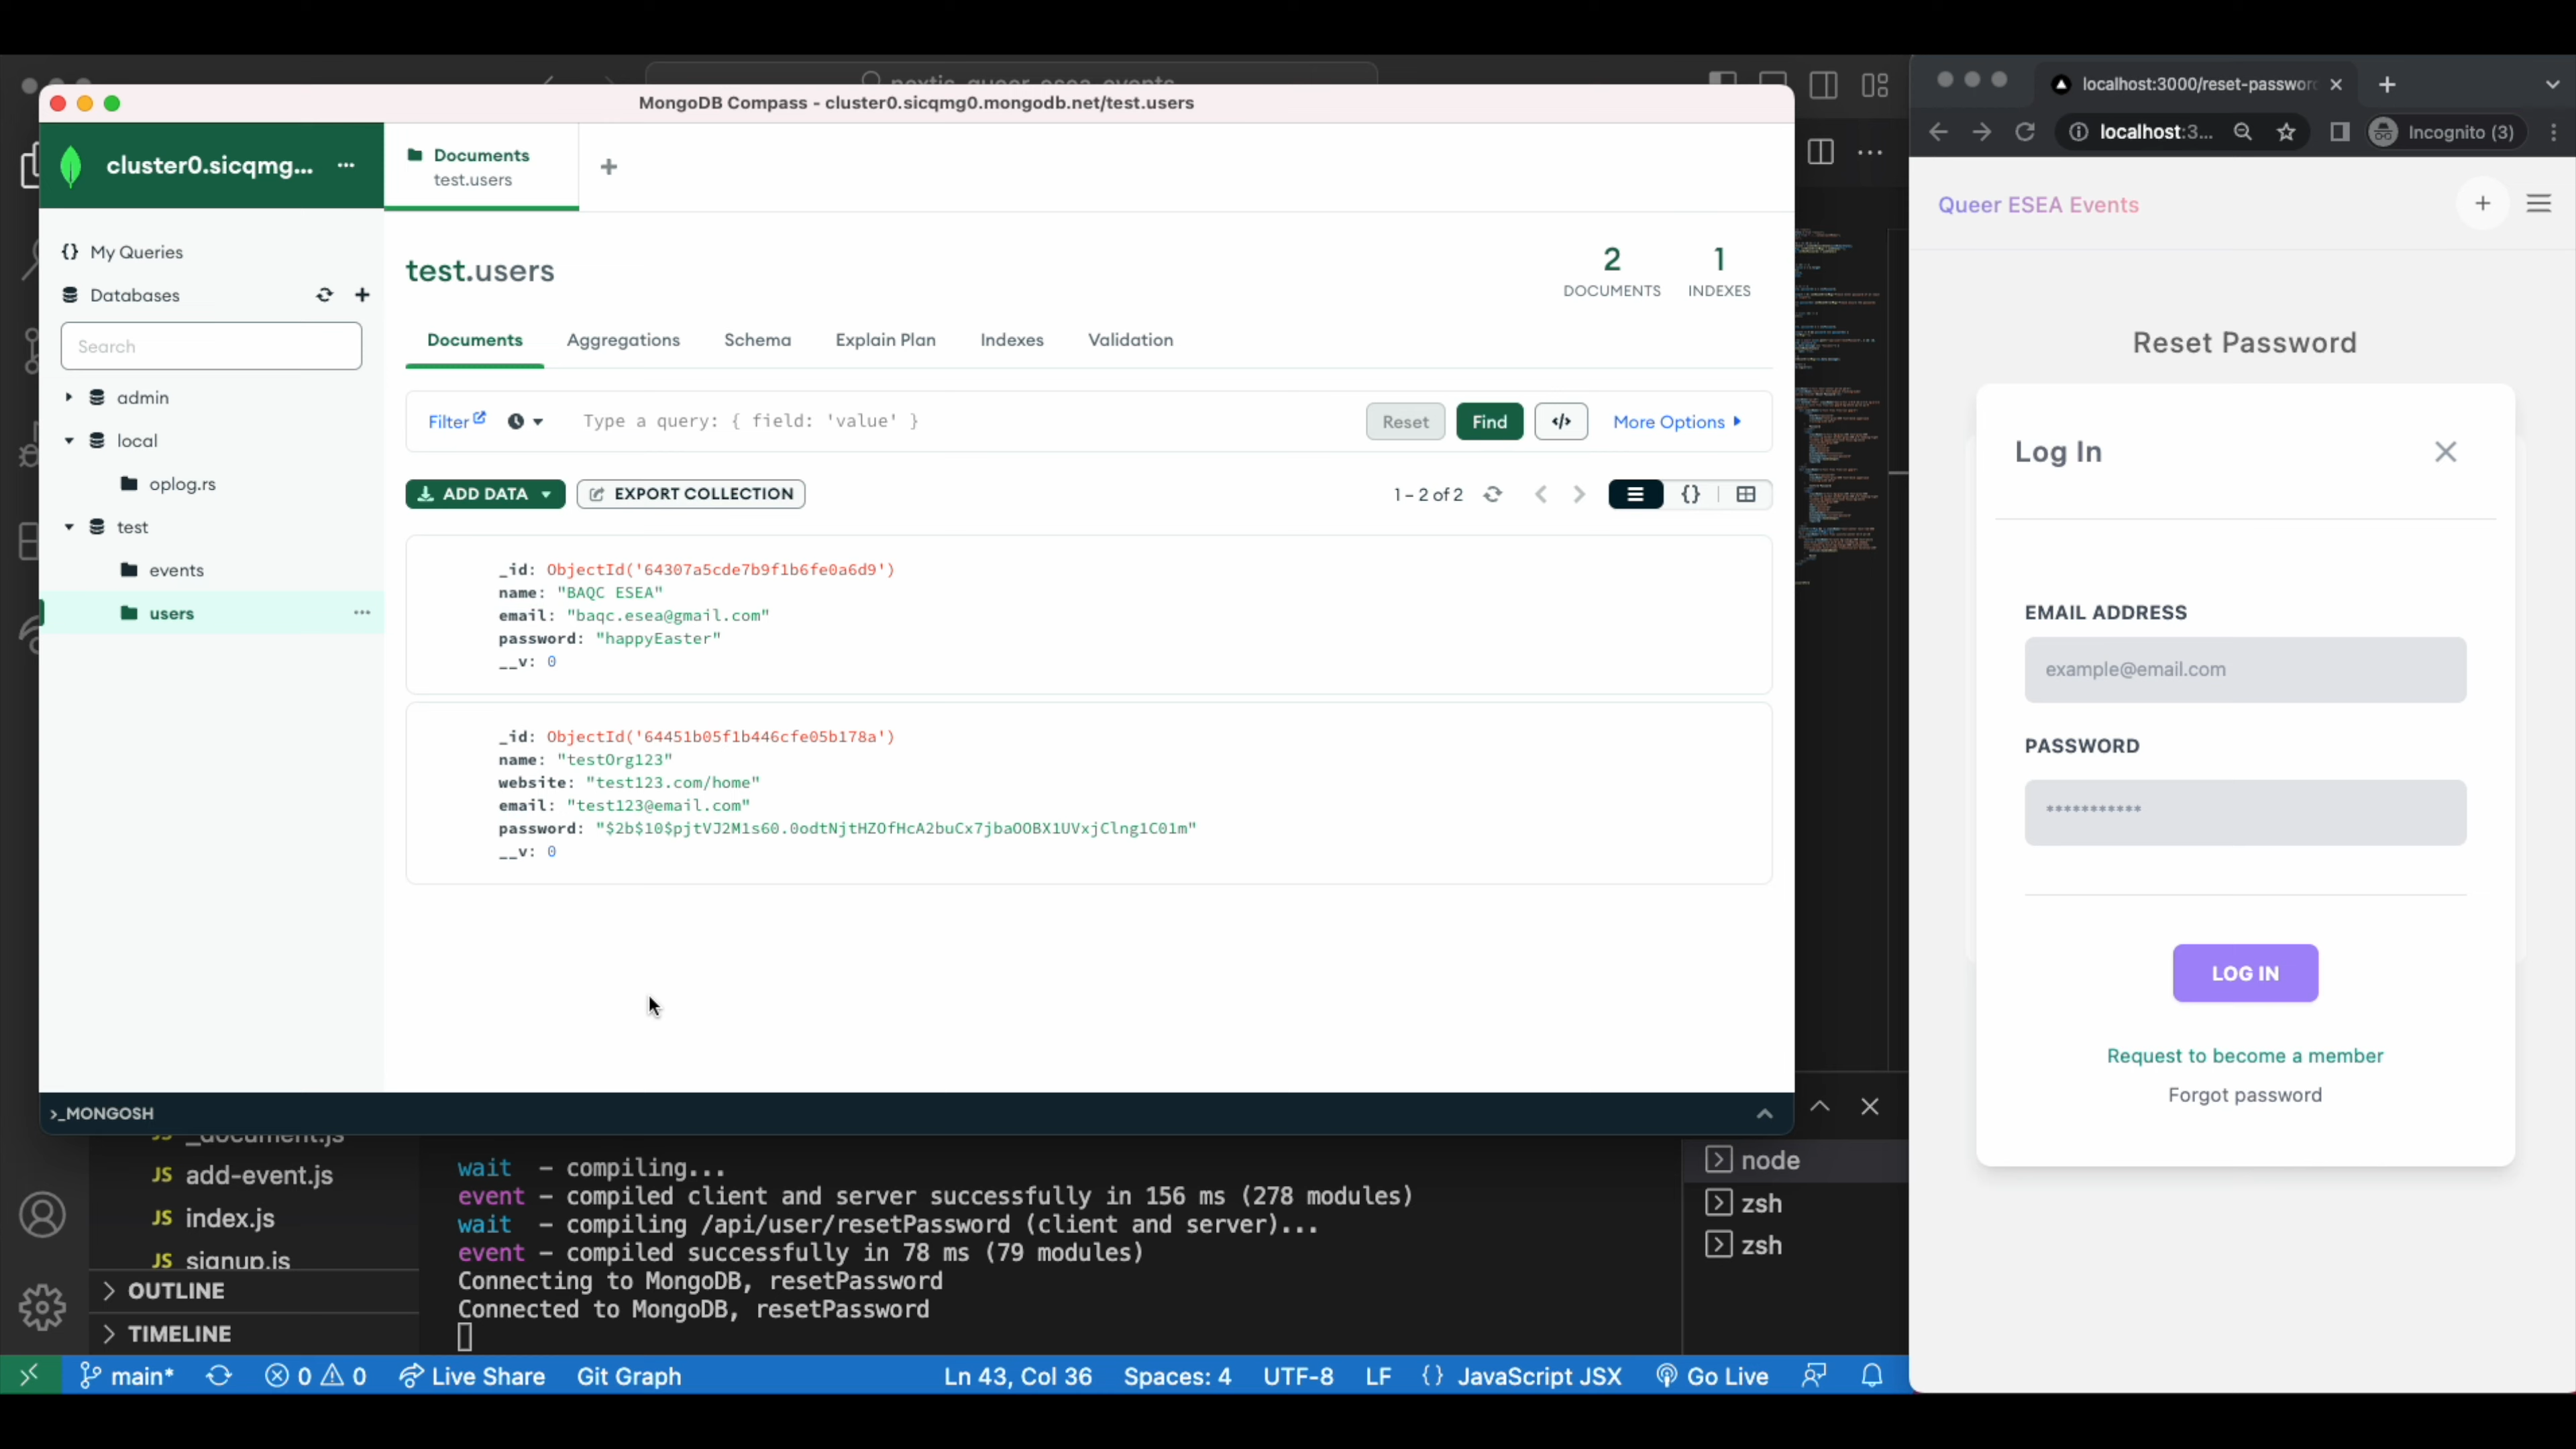 MongoDB Compass - cluster0.sicqmg0.mongodb.net/test.users
cluster0.sicqmg...
Documents
test.users
My Queries
Databases
Search
admin
local
oplog.rs
test
events
users
test.users
2
DOCUMENTS
1
INDEXES
Documents Aggregations Schema Explain Plan Indexes Validation
Filter Type a query: { field: 'value' } Reset Find </> More Options
ADD DATA EXPORT COLLECTION 1 – 2 of 2 {}
_id: ObjectId('64307a5cde7b9f1b6fe0a6d9')
name: "BAQC ESEA"
email: "baqc.esea@gmail.com"
password: "happyEaster"
__v: 0
_id: ObjectId('64451b05f1b446cfe05b178a')
name: "testOrg123"
website: "test123.com/home"
email: "test123@email.com"
password: "$2b$10$pjtVJ2M1s60.0odtNjtHZOfHcA2buCx7jbaOOBX1UVxjClng1C01m"
__v: 0
>_MONGOSH
_document.js
JS add-event.js
JS index.js
JS signup.js
OUTLINE
TIMELINE
wait - compiling...
event - compiled client and server successfully in 156 ms (278 modules)
wait - compiling /api/user/resetPassword (client and server)...
event - compiled successfully in 78 ms (79 modules)
Connecting to MongoDB, resetPassword
Connected to MongoDB, resetPassword
node
zsh
zsh
main* 0 0 Live Share Git Graph Ln 43, Col 36 Spaces: 4 UTF-8 LF {} JavaScript JSX Go Live
localhost:3000/reset-password
localhost:3... Incognito (3)
Queer ESEA Events
Reset Password
Log In
EMAIL ADDRESS
example@email.com
PASSWORD
***********
LOG IN
Request to become a member
Forgot password